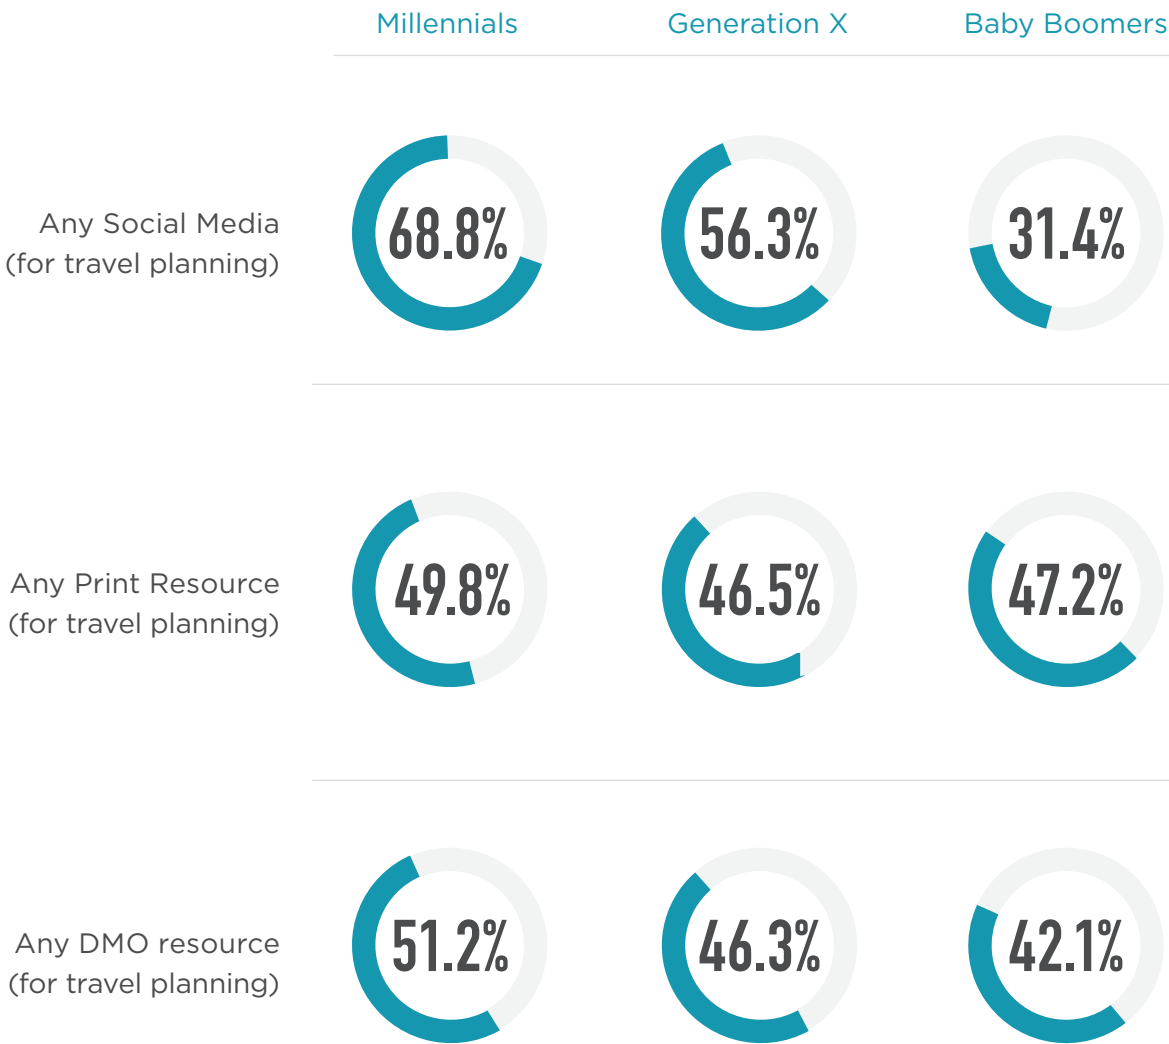 Millennials Generation X Baby Boomers
Any Social Media
(for travel planning)
68.8% 56.3% 31.4%
Any Print Resource
(for travel planning)
49.8% 46.5% 47.2%
Any DMO resource
(for travel planning)
51.2% 46.3% 42.1%